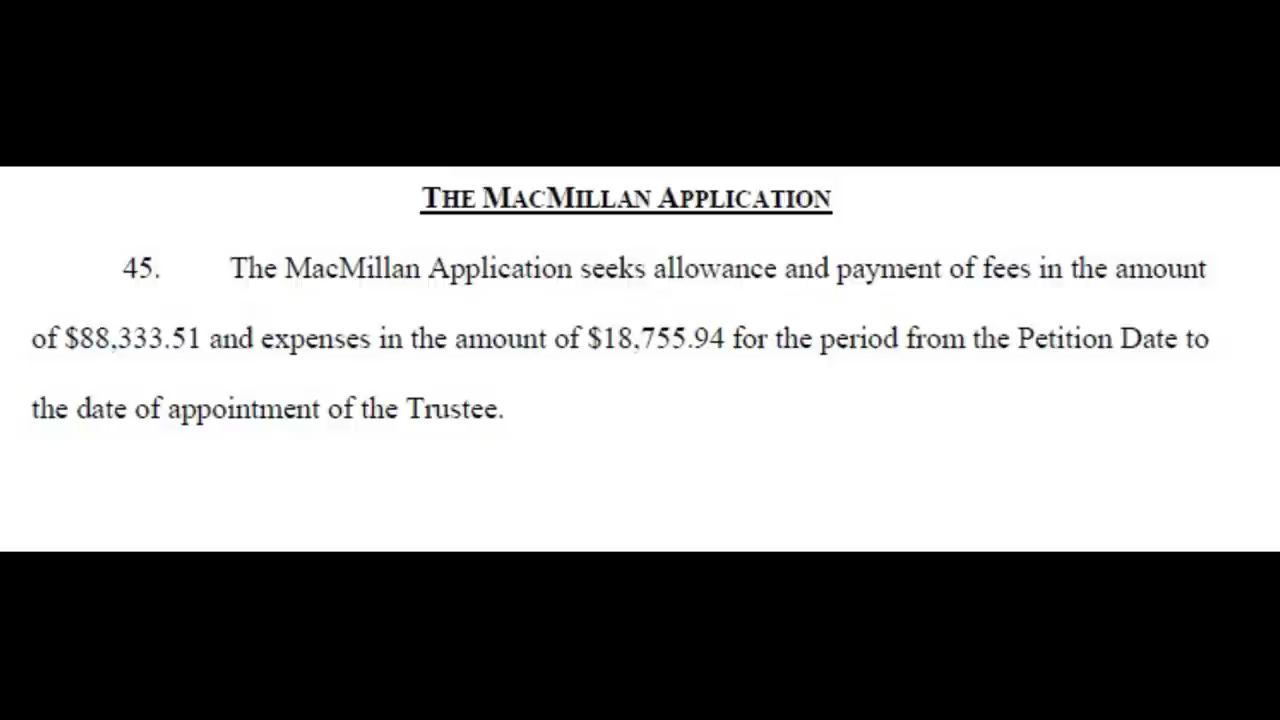 THE MACMILLAN APPLICATION
45. The MacMillan Application seeks allowance and payment of fees in the amount
of $88,333.51 and expenses in the amount of $18,755.94 for the period from the Petition Date to
the date of appointment of the Trustee.